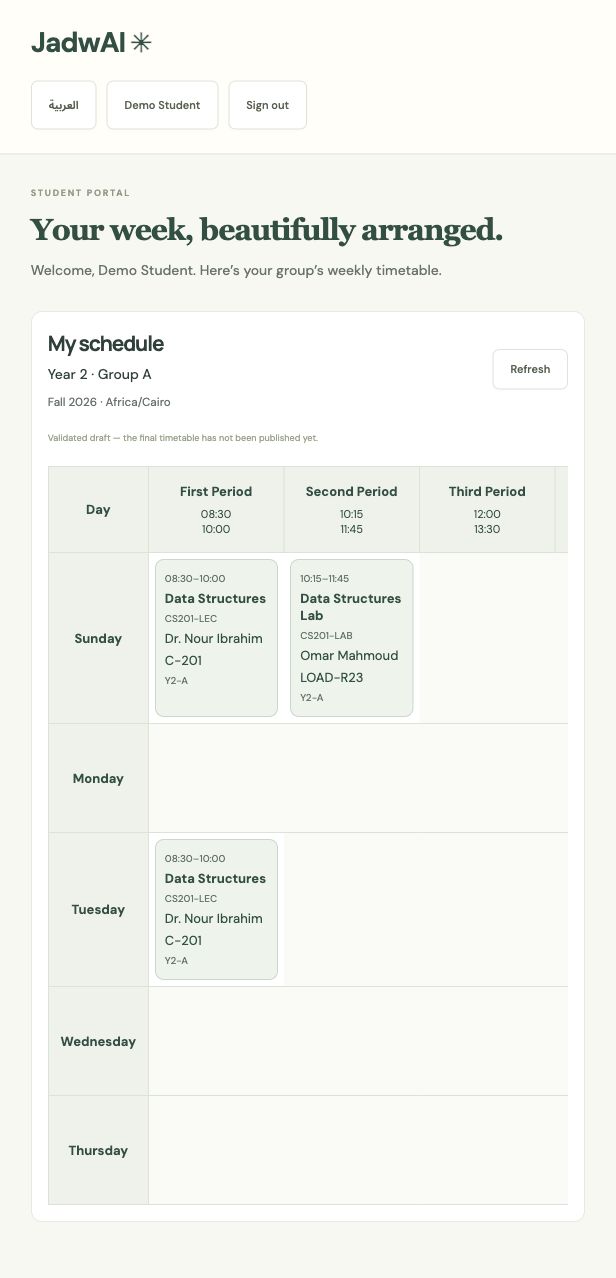 JadwAI ✳
العربية
Demo Student
Sign out
STUDENT PORTAL
Your week, beautifully arranged.
Welcome, Demo Student. Here’s your group’s weekly timetable.
My schedule
Year 2 · Group A
Fall 2026 · Africa/Cairo
Refresh
Validated draft — the final timetable has not been published yet.
Day
First Period
08:30
10:00
Second Period
10:15
11:45
Third Period
12:00
13:30
Sunday
08:30–10:00
Data Structures
CS201-LEC
Dr. Nour Ibrahim
C-201
Y2-A
10:15–11:45
Data Structures
Lab
CS201-LAB
Omar Mahmoud
LOAD-R23
Y2-A
Monday
Tuesday
08:30–10:00
Data Structures
CS201-LEC
Dr. Nour Ibrahim
C-201
Y2-A
Wednesday
Thursday